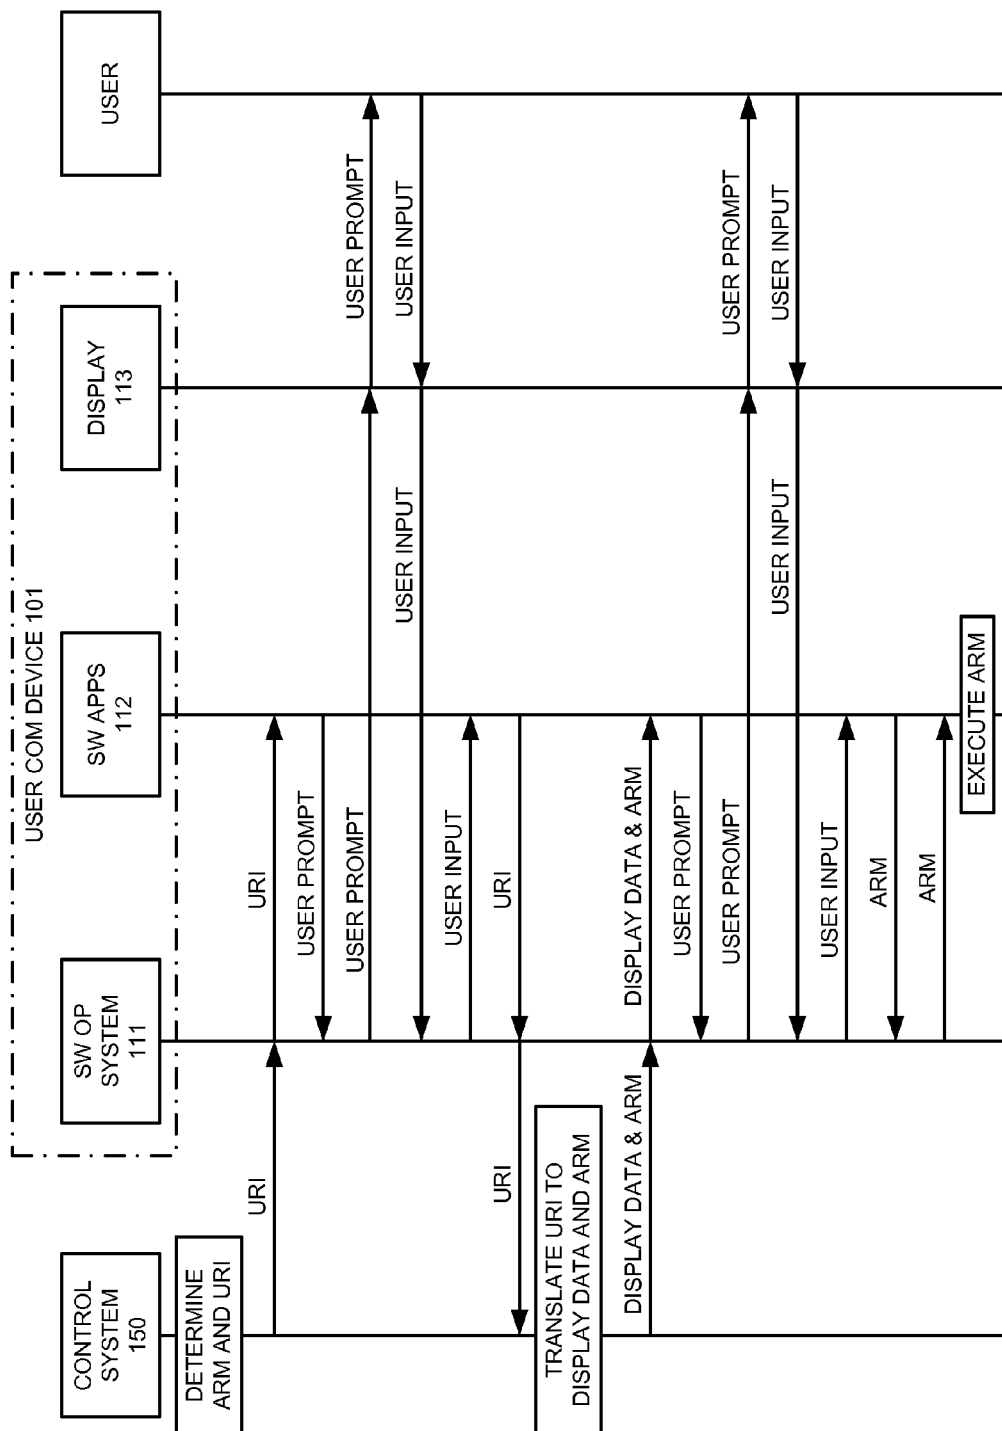 USER COM DEVICE 101
CONTROL
SYSTEM
150
SW OP
SYSTEM
111
SW APPS
112
DISPLAY
113
USER
DETERMINE
ARM AND URI
URI
URI
USER PROMPT
USER PROMPT
USER PROMPT
USER INPUT
USER INPUT
USER INPUT
URI
URI
TRANSLATE URI TO
DISPLAY DATA AND ARM
DISPLAY DATA & ARM
DISPLAY DATA & ARM
USER PROMPT
USER PROMPT
USER PROMPT
USER INPUT
USER INPUT
USER INPUT
ARM
ARM
EXECUTE ARM